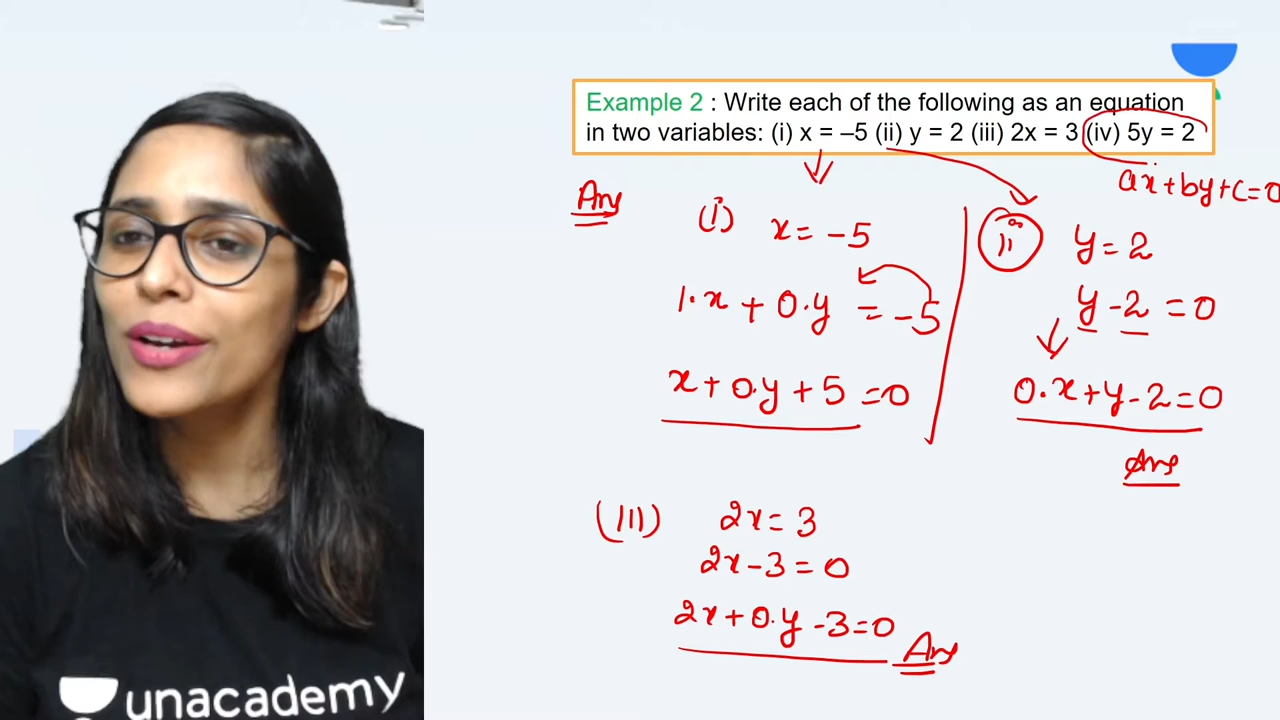 Example 2 : Write each of the following as an equation
in two variables: (i) x = –5 (ii) y = 2 (iii) 2x = 3 (iv) 5y = 2
ax+by+c=0
Ans
(i) x = -5
1·x + 0·y = -5
x + 0·y + 5 = 0
ii y = 2
y - 2 = 0
0·x + y - 2 = 0
Ans
(III) 2x = 3
2x - 3 = 0
2x + 0·y - 3 = 0
Ans
unacademy